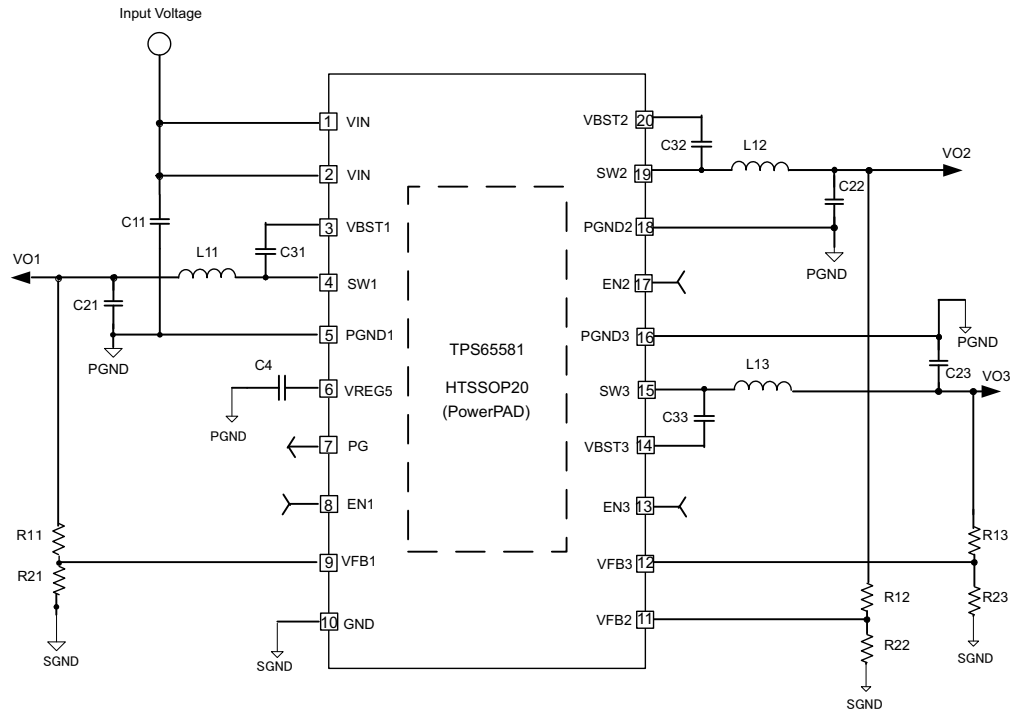 Input Voltage
1 VIN
2 VIN
3 VBST1
4 SW1
5 PGND1
6 VREG5
7 PG
8 EN1
9 VFB1
10 GND
VBST2 20
SW2 19
PGND2 18
EN2 17
PGND3 16
SW3 15
VBST3 14
EN3 13
VFB3 12
VFB2 11
TPS65581
HTSSOP20
(PowerPAD)
C11
VO1
L11
C31
C21
PGND
C4
PGND
R11
R21
SGND
SGND
C32
L12
VO2
C22
PGND
PGND
L13
C23
VO3
C33
R13
R12
R23
R22
SGND
SGND